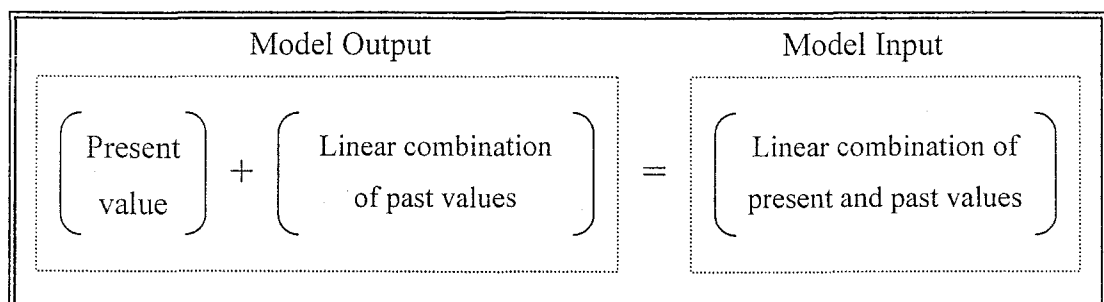 Model Output Model Input
Present
value
+
Linear combination
of past values
=
Linear combination of
present and past values